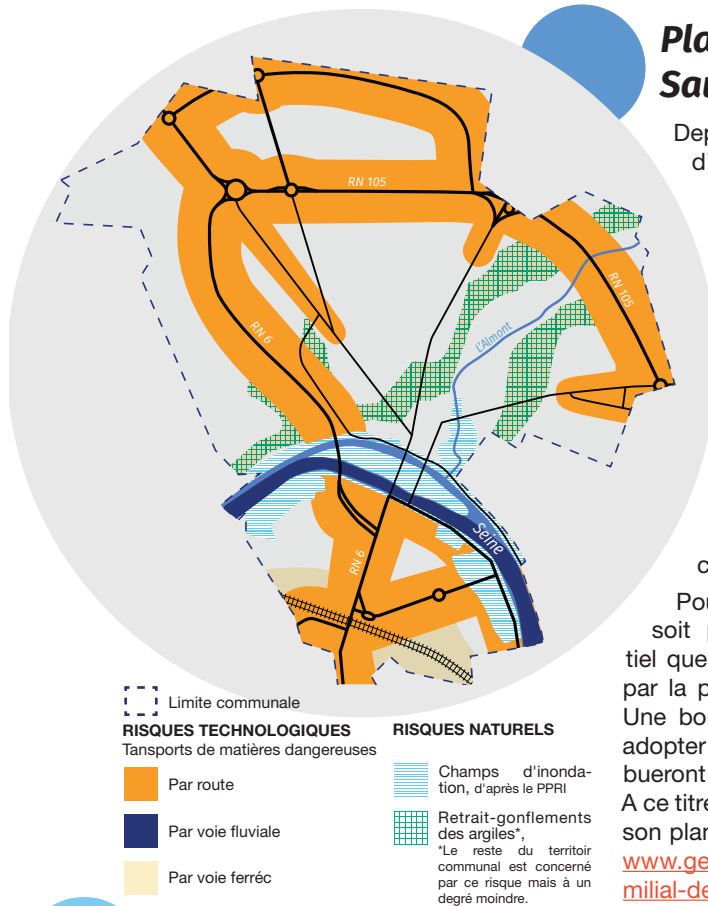 Pla
Sau
Dep
d'
RN 105
RN 105
L'Almont
RN 6
Seine
RN 6
c
Pou
soit p
tiel que
par la p
Une bo
adopter
bueront
A ce titre
son plan
www.ge
milial-de
Limite communale
RISQUES TECHNOLOGIQUES
Tansports de matières dangereuses
Par route
Par voie fluviale
Par voie ferréc
RISQUES NATURELS
Champs d'inonda-
tion, d'après le PPRI
Retrait-gonflements
des argiles*,
*Le reste du territoir
communal est concerné
par ce risque mais à un
degré moindre.